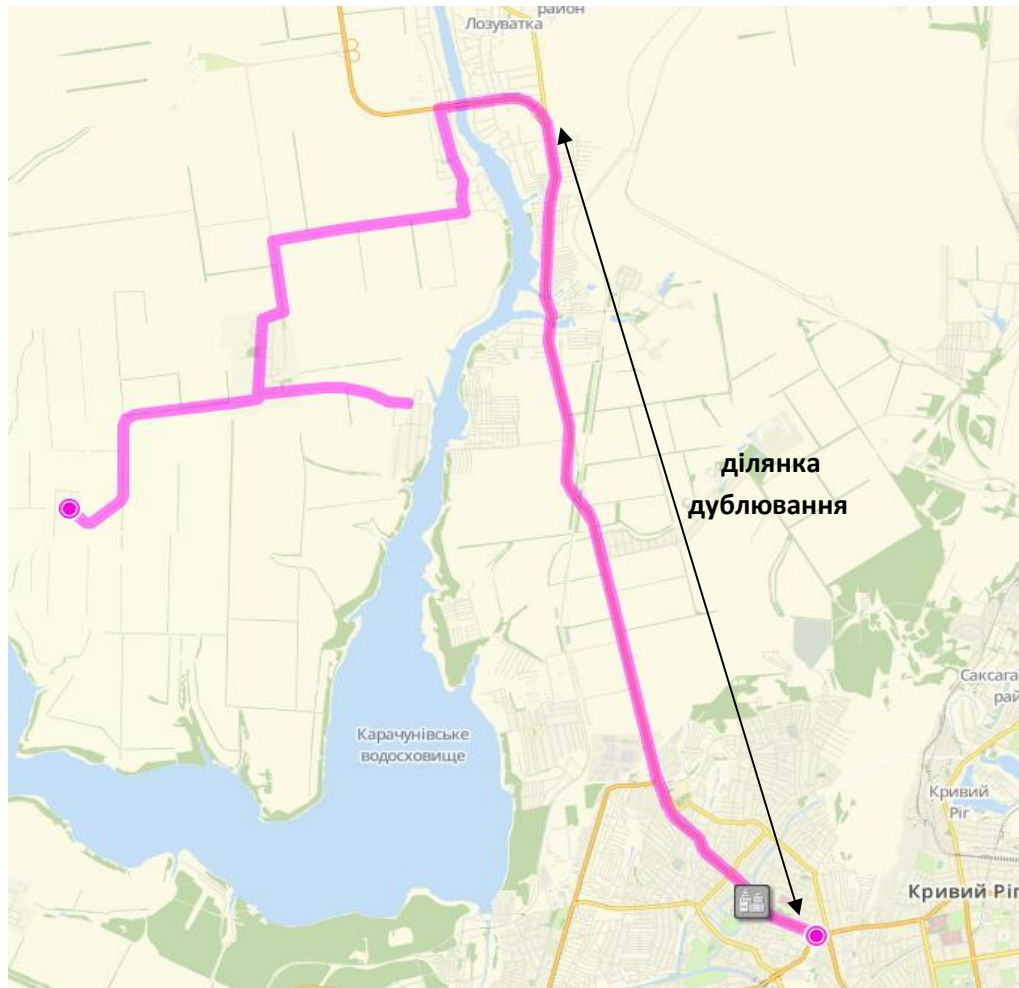 район
Лозуватка
ділянка
дублювання
Саксага
рай
Карачунівське
водосховище
Кривий
Ріг
Кривий Ріг